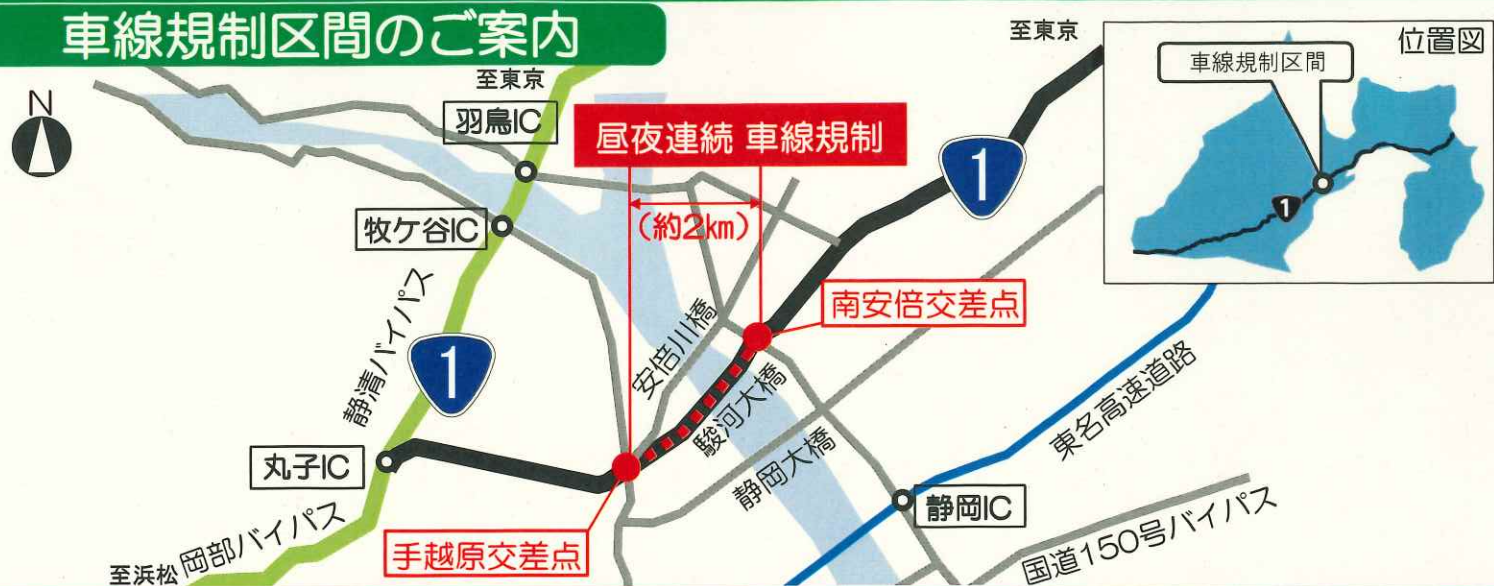 車線規制区間のご案内
至東京
至東京
位置図
車線規制区間
N
羽鳥IC
昼夜連続 車線規制
1
1
(約2km)
牧ケ谷IC
南安倍交差点
安倍川橋
静清バイパス
1
駿河大橋
東名高速道路
丸子IC
静岡大橋
静岡IC
岡部バイパス
手越原交差点
国道150号バイパス
至浜松